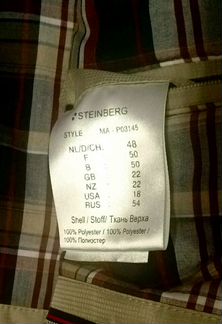 STEINBERG
STYLE MA - P03145
NL/D/CH. 48
F 50
B 50
GB 22
NZ 22
USA 18
RUS 54
Shell / Stoff/ Ткань Верха
100% Polyester / 100% Polyester /
100% Полиэстер